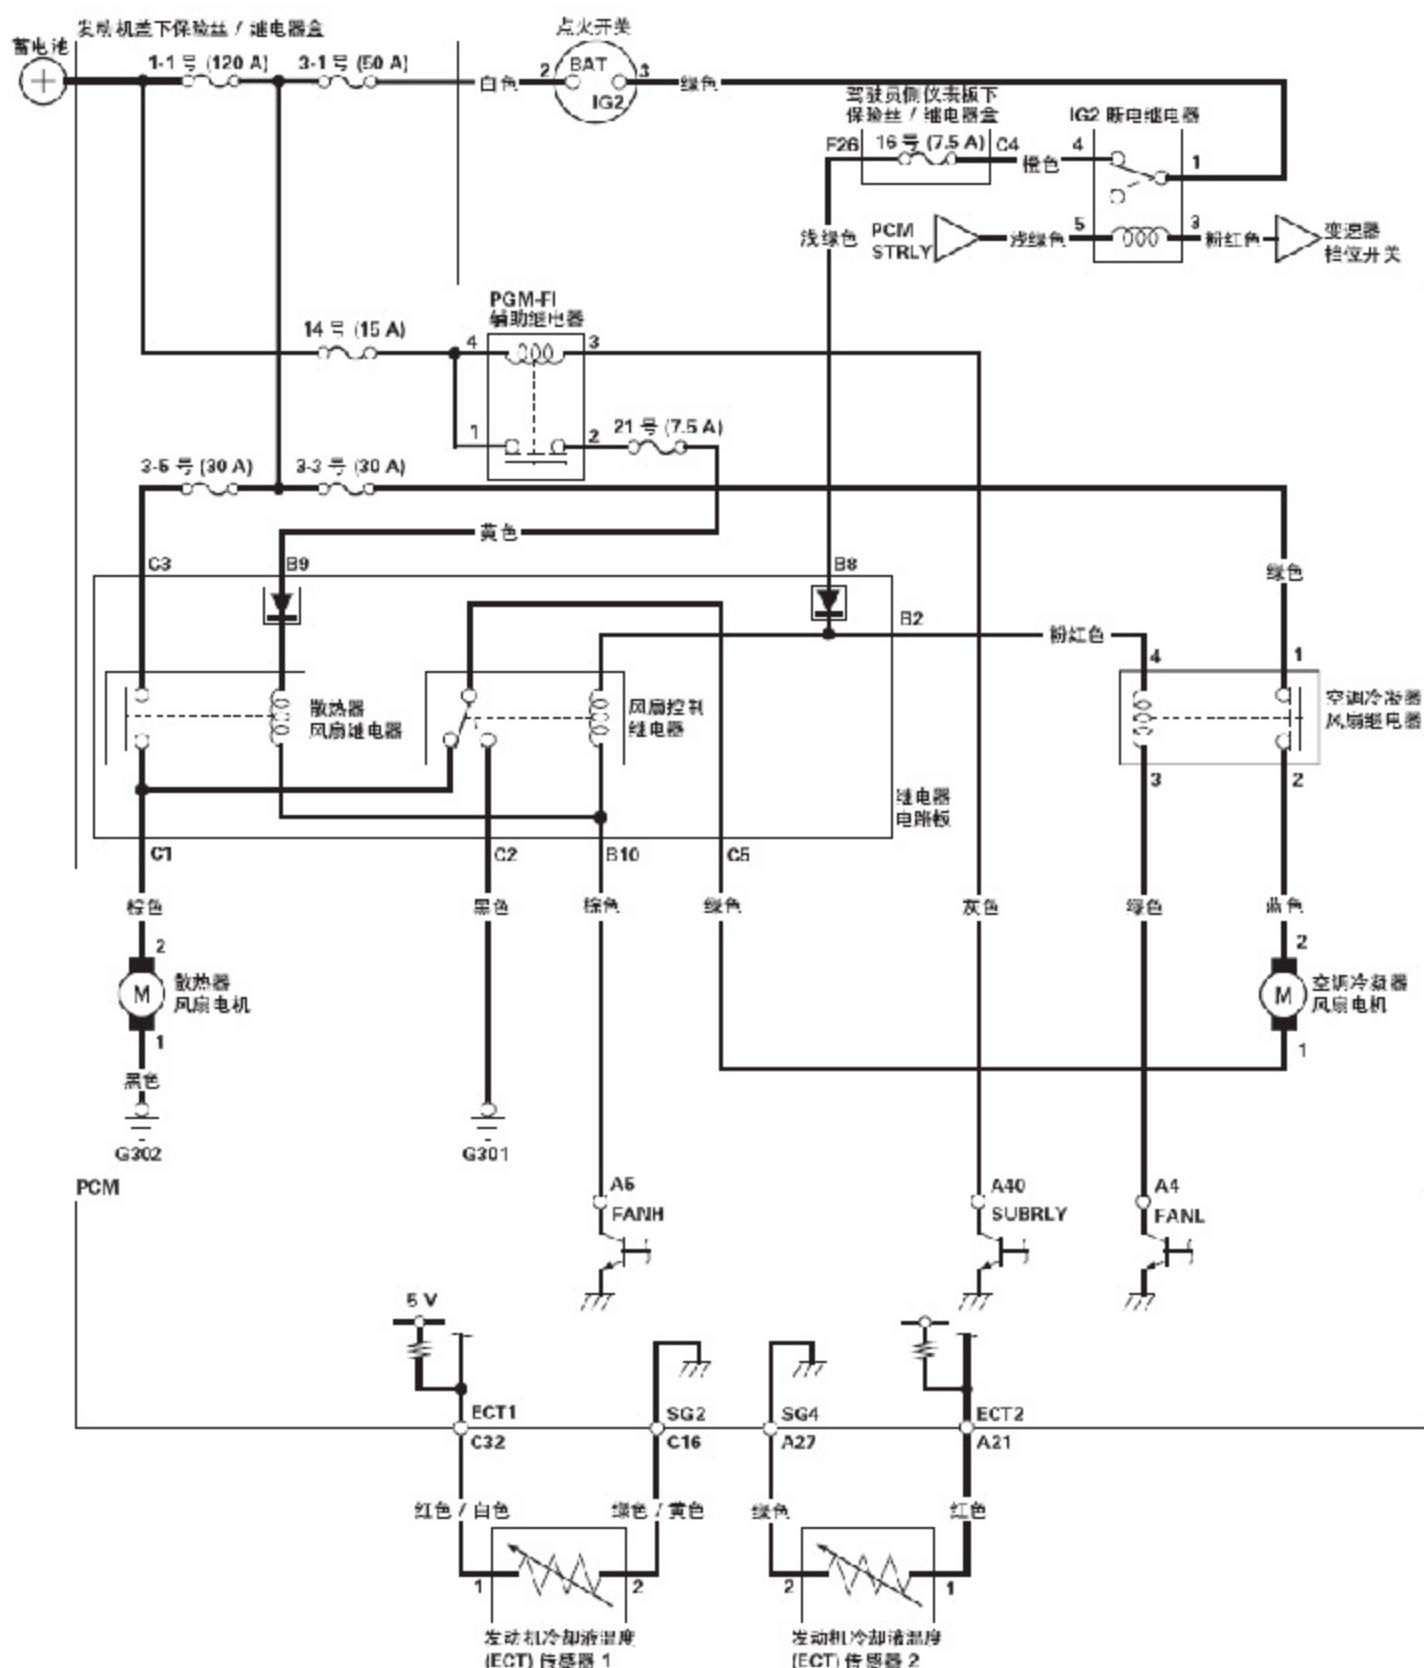 发动机盖下保险丝 / 继电器盒
蓄电池
1-1 号 (120 A)
3-1 号 (50 A)
白色
点火开关
2
BAT
3
IG2
绿色
驾驶员侧仪表板下
保险丝 / 继电器盒
F26
16 号 (7.5 A)
C4
橙色
IG2 断电继电器
4
1
浅绿色
PCM
STRLY
浅绿色
5
3
粉红色
变速器
档位开关
PGM-FI
辅助继电器
14 号 (15 A)
4
3
1
2
21 号 (7.5 A)
3-5 号 (30 A)
3-3 号 (30 A)
黄色
绿色
C3
B9
B8
B2
粉红色
4
1
散热器
风扇继电器
风扇控制
继电器
空调冷凝器
风扇继电器
3
2
继电器
电路板
C1
C2
B10
C5
棕色
黑色
棕色
绿色
灰色
绿色
蓝色
2
M
散热器
风扇电机
1
2
M
空调冷凝器
风扇电机
1
黑色
G302
G301
PCM
A5
FANH
A40
SUBRLY
A4
FANL
5 V
ECT1
C32
SG2
C16
SG4
A27
ECT2
A21
红色 / 白色
绿色 / 黄色
绿色
红色
1
2
2
1
发动机冷却液温度
(ECT) 传感器 1
发动机冷却液温度
(ECT) 传感器 2